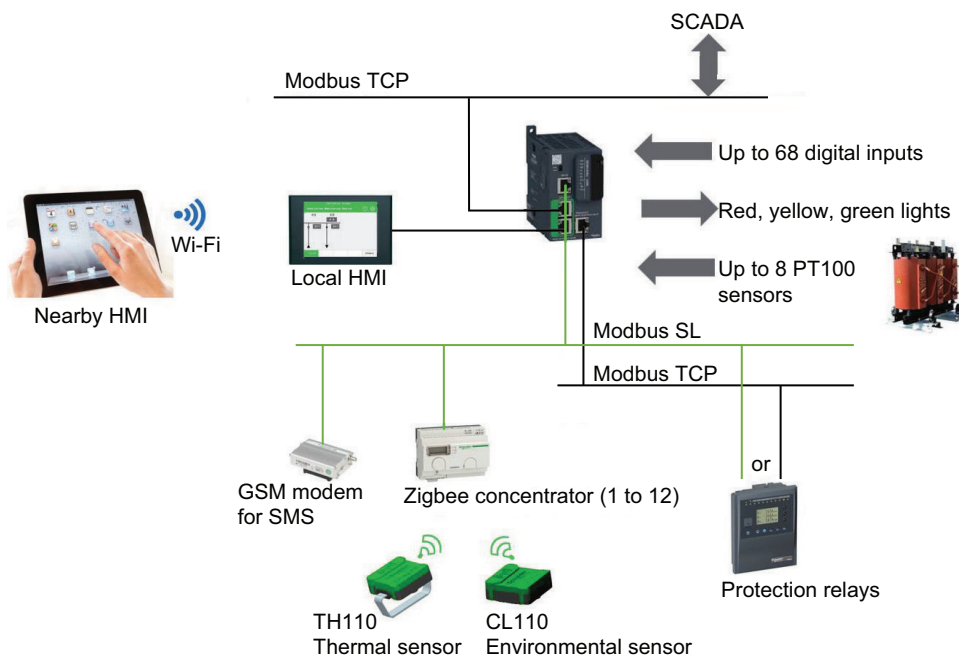 SCADA
Modbus TCP
Up to 68 digital inputs
Red, yellow, green lights
Wi-Fi
Local HMI
Up to 8 PT100
sensors
Nearby HMI
Modbus SL
Modbus TCP
or
GSM modem
for SMS
Zigbee concentrator (1 to 12)
Protection relays
TH110
Thermal sensor
CL110
Environmental sensor